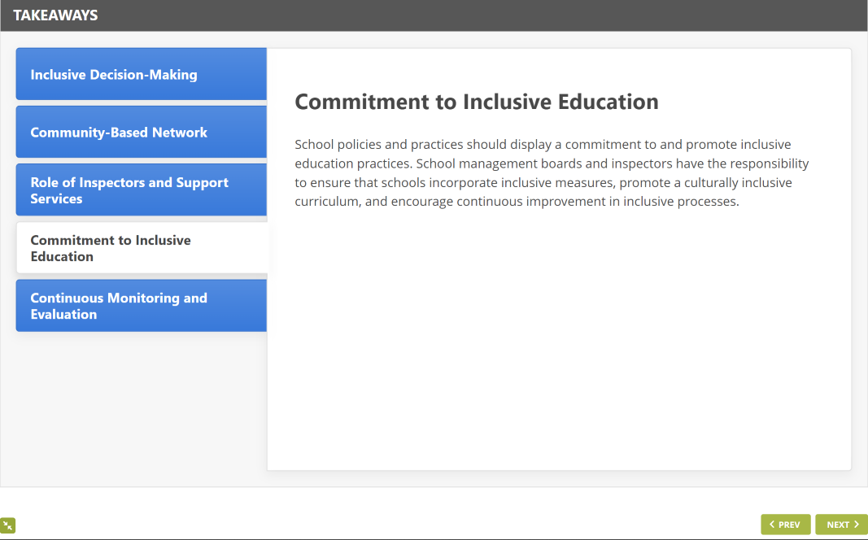 TAKEAWAYS
Inclusive Decision-Making
Community-Based Network
Role of Inspectors and Support
Services
Commitment to Inclusive
Education
Continuous Monitoring and
Evaluation
Commitment to Inclusive Education
School policies and practices should display a commitment to and promote inclusive
education practices. School management boards and inspectors have the responsibility
to ensure that schools incorporate inclusive measures, promote a culturally inclusive
curriculum, and encourage continuous improvement in inclusive processes.
PREV
NEXT